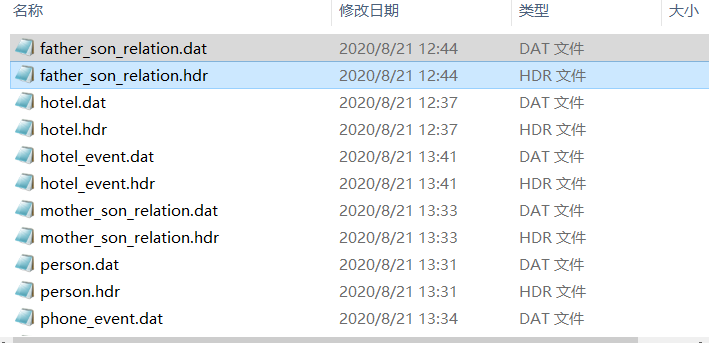 名称 修改日期 类型 大小
father_son_relation.dat 2020/8/21 12:44 DAT 文件
father_son_relation.hdr 2020/8/21 12:44 HDR 文件
hotel.dat 2020/8/21 12:37 DAT 文件
hotel.hdr 2020/8/21 12:37 HDR 文件
hotel_event.dat 2020/8/21 13:41 DAT 文件
hotel_event.hdr 2020/8/21 13:41 HDR 文件
mother_son_relation.dat 2020/8/21 13:33 DAT 文件
mother_son_relation.hdr 2020/8/21 13:33 HDR 文件
person.dat 2020/8/21 13:31 DAT 文件
person.hdr 2020/8/21 13:31 HDR 文件
phone_event.dat 2020/8/21 13:34 DAT 文件